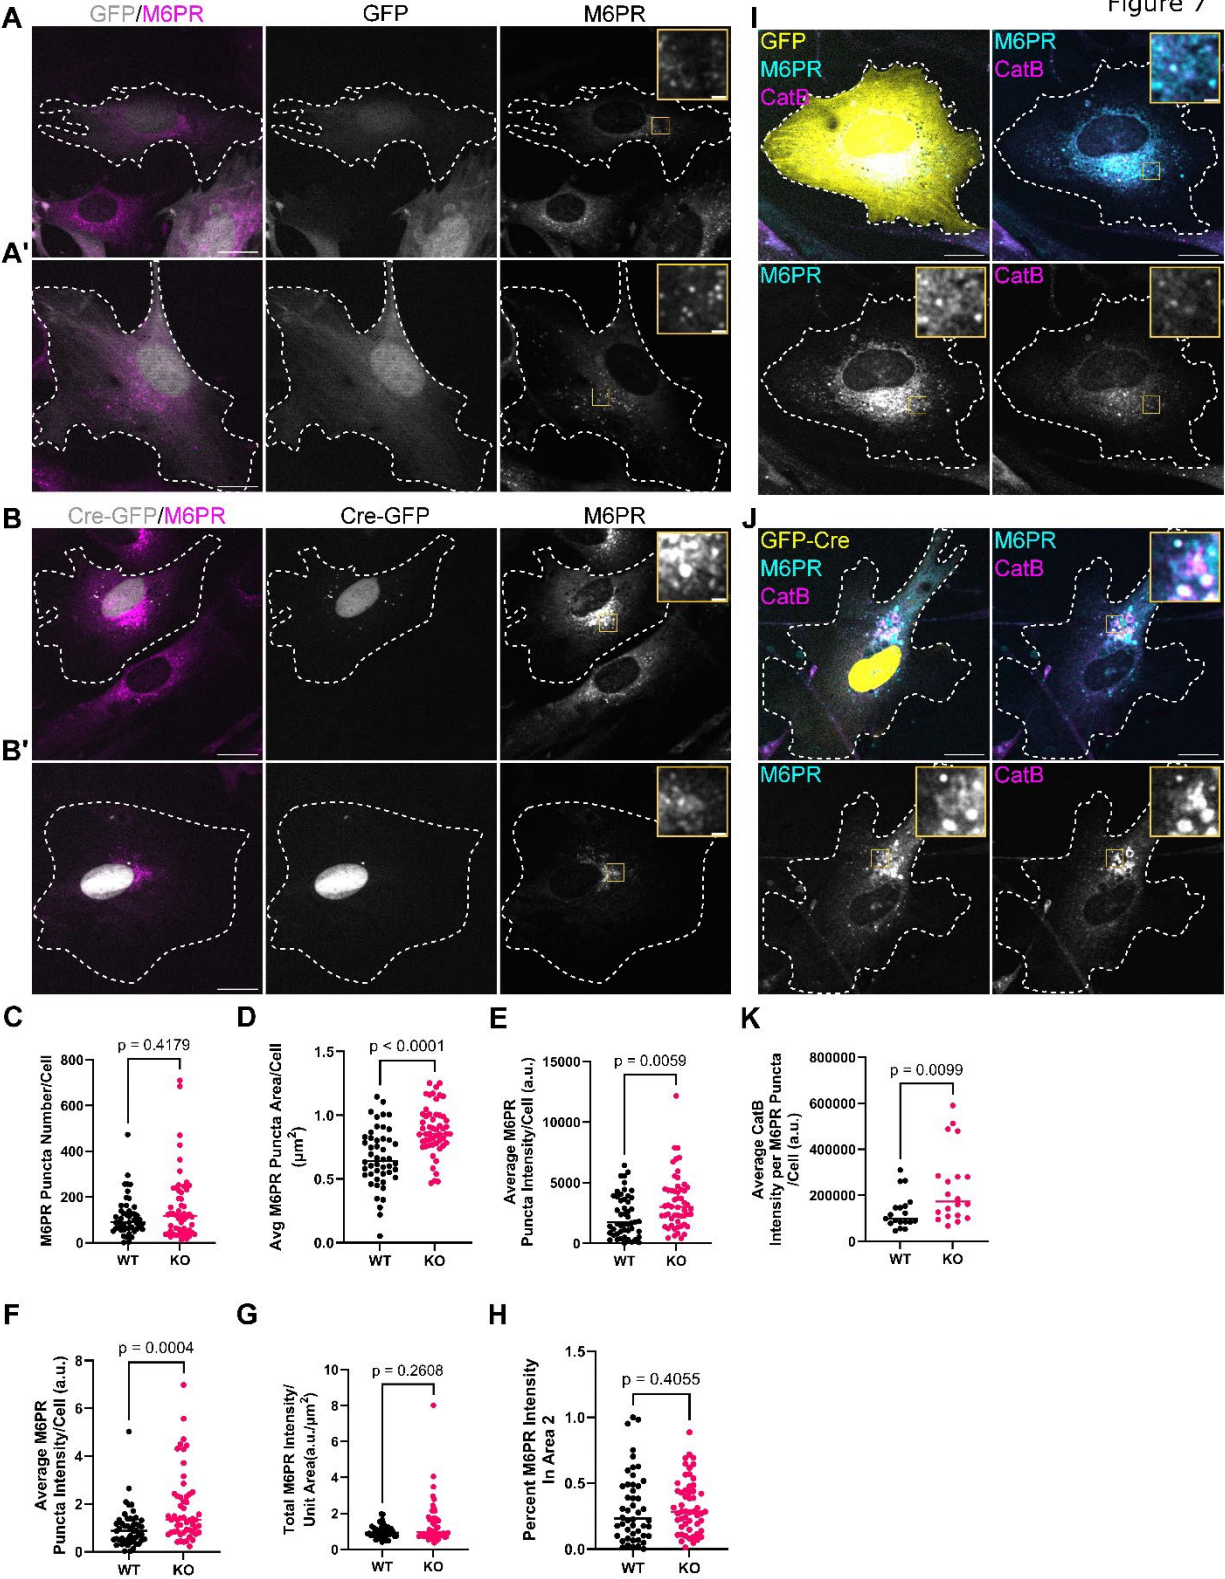 Figure 7
A
GFP/M6PR
GFP
M6PR
A'
B
Cre-GFP/M6PR
Cre-GFP
M6PR
B'
I
GFP
M6PR
CatB
M6PR
CatB
M6PR
CatB
J
GFP-Cre
M6PR
CatB
M6PR
CatB
M6PR
CatB
C
M6PR Puncta Number/Cell
p = 0.4179
800
600
400
200
0
WT
KO
D
Avg M6PR Puncta Area/Cell
(µm²)
p < 0.0001
1.5
1.0
0.5
0.0
WT
KO
E
Average M6PR
Puncta Intensity/Cell (a.u.)
p = 0.0059
15000
10000
5000
0
WT
KO
K
Average CatB
Intensity per M6PR Puncta
/Cell (a.u.)
p = 0.0099
800000
600000
400000
200000
0
WT
KO
F
Average M6PR
Puncta Intensity/Cell (a.u.)
p = 0.0004
8
6
4
2
0
WT
KO
G
Total M6PR Intensity/
Unit Area(a.u./µm²)
p = 0.2608
10
8
6
4
2
0
WT
KO
H
Percent M6PR Intensity
In Area 2
p = 0.4055
1.5
1.0
0.5
0.0
WT
KO